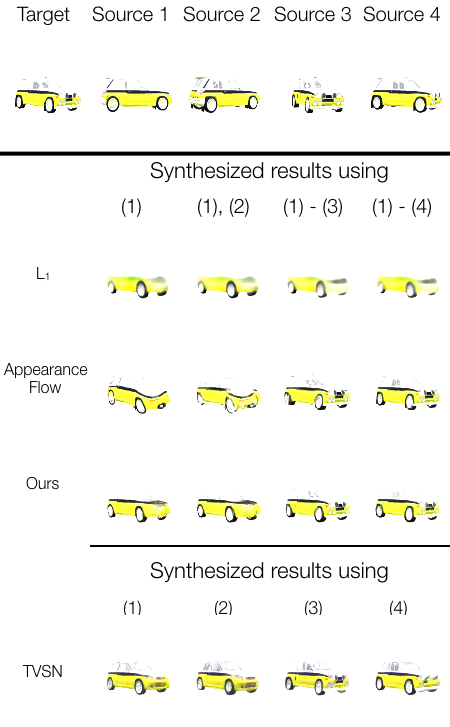 Target Source 1 Source 2 Source 3 Source 4
Synthesized results using
(1) (1), (2) (1) - (3) (1) - (4)
L1
Appearance
Flow
Ours
Synthesized results using
(1) (2) (3) (4)
TVSN